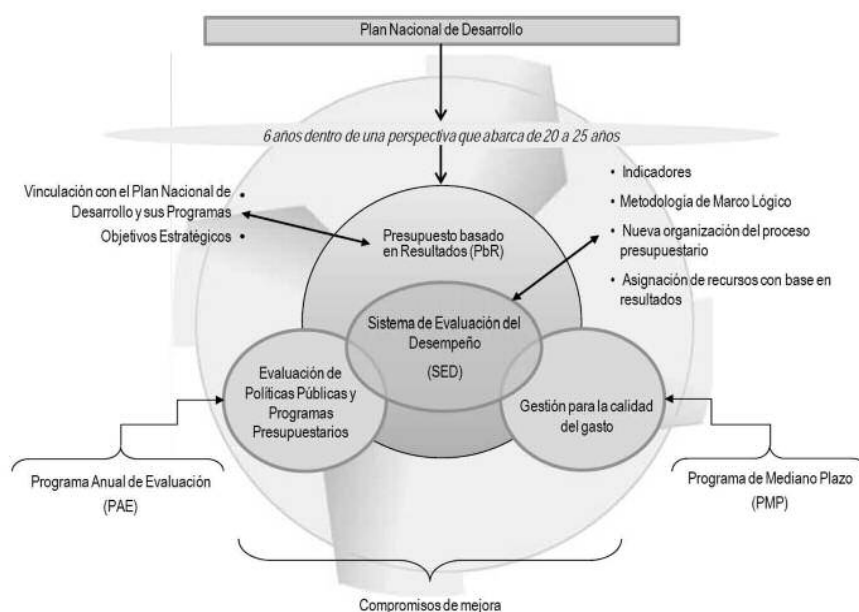 Plan Nacional de Desarrollo
6 años dentro de una perspectiva que abarca de 20 a 25 años
Vinculación con el Plan Nacional de •
Desarrollo y sus Programas
Objetivos Estratégicos •
• Indicadores
• Metodología de Marco Lógico
• Nueva organización del proceso
presupuestario
• Asignación de recursos con base en
resultados
Presupuesto basado
en Resultados (PbR)
Sistema de Evaluación del
Desempeño
(SED)
Evaluación de
Políticas Públicas y
Programas
Presupuestarios
Gestión para la calidad
del gasto
Programa Anual de Evaluación
(PAE)
Programa de Mediano Plazo
(PMP)
Compromisos de mejora